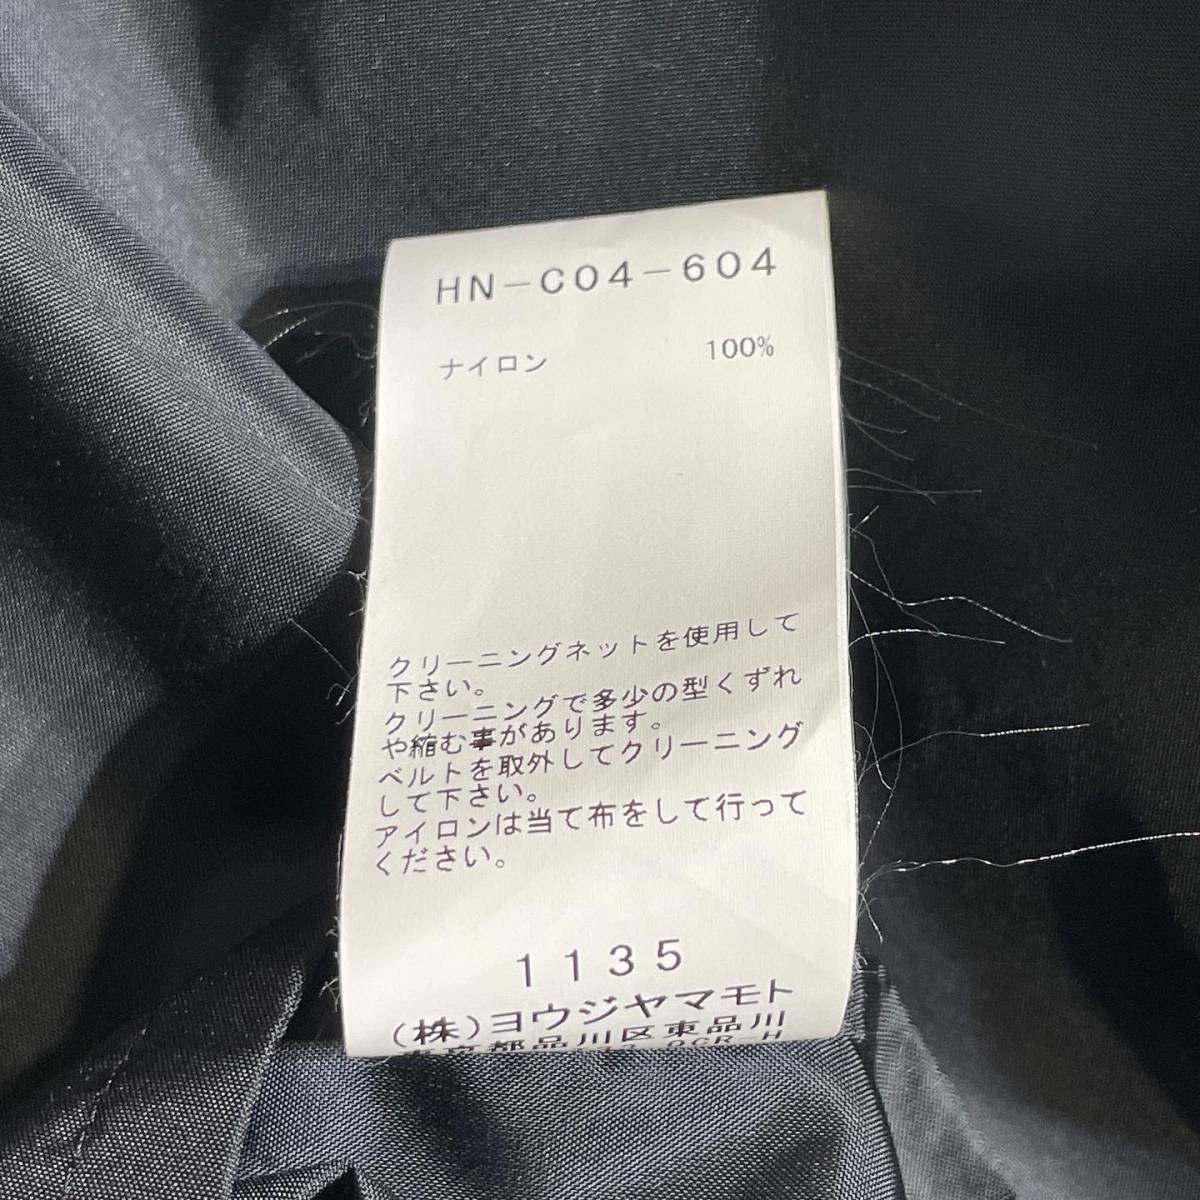 HN-C04-604
ナイロン 100%
クリーニングネットを使用して
下さい。
クリーニングで多少の型くずれ
や縮む事があります。
ベルトを取外してクリーニング
して下さい。
アイロンは当て布をして行って
ください。
1135
(株)ヨウジヤマモト
東京都品川区東品川
OCR-H